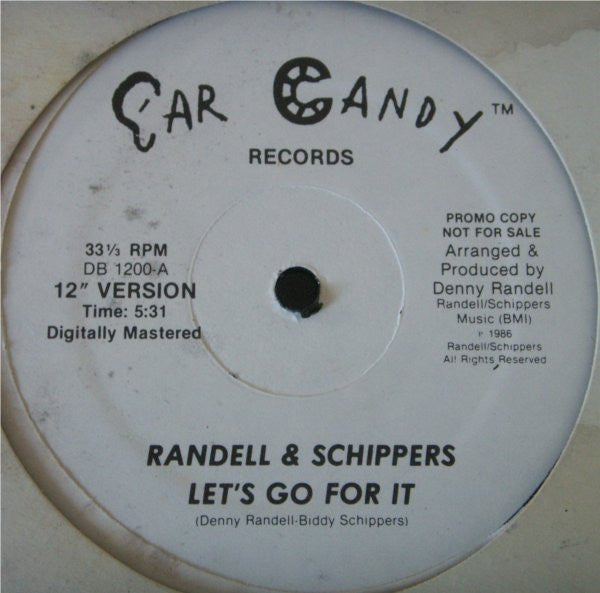 EAR CANDY™
RECORDS
33⅓ RPM
DB 1200-A
12" VERSION
Time: 5:31
Digitally Mastered
PROMO COPY
NOT FOR SALE
Arranged &
Produced by
Denny Randell
Randell/Schippers
Music (BMI)
℗ 1986
Randell/Schippers
All Rights Reserved
RANDELL & SCHIPPERS
LET'S GO FOR IT
(Denny Randell-Biddy Schippers)